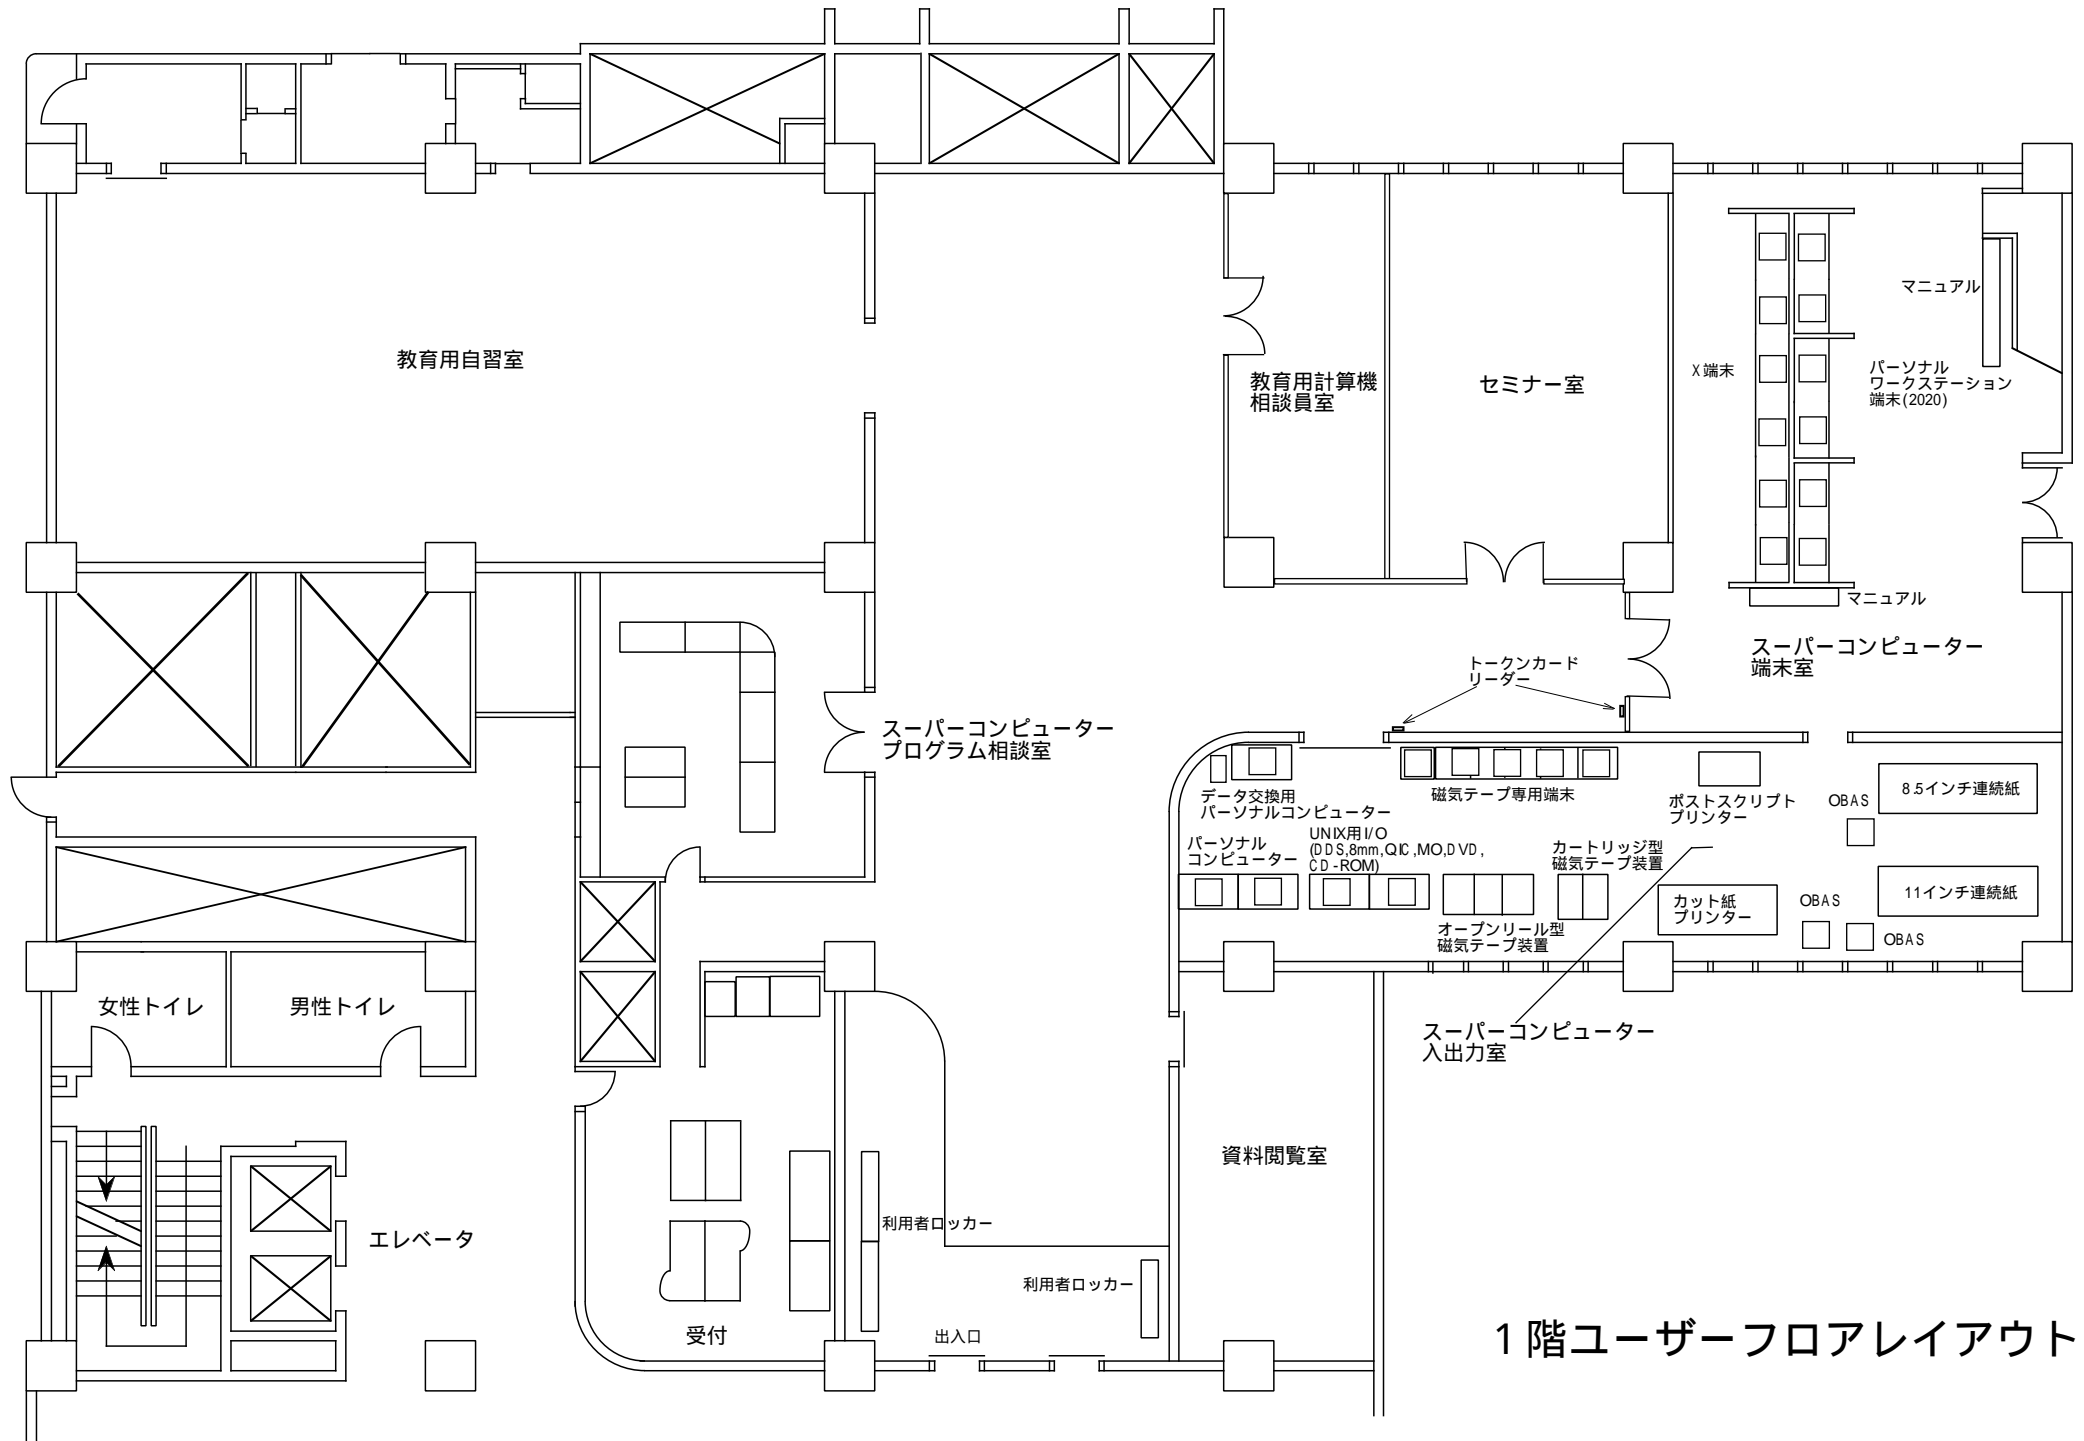 教育用自習室
教育用計算機
相談員室
セミナー室
X端末
マニュアル
パーソナル
ワークステーション
端末(2020)
マニュアル
スーパーコンピューター
端末室
トークンカード
リーダー
スーパーコンピューター
プログラム相談室
データ交換用
パーソナルコンピューター
磁気テープ専用端末
ポストスクリプト
プリンター
OBAS
8.5インチ連続紙
パーソナル
コンピューター
UNIX用I/O
(DDS,8mm,QIC,MO,DVD,
CD-ROM)
カートリッジ型
磁気テープ装置
オープンリール型
磁気テープ装置
カット紙
プリンター
OBAS
11インチ連続紙
OBAS
スーパーコンピューター
入出力室
女性トイレ
男性トイレ
資料閲覧室
エレベータ
利用者ロッカー
利用者ロッカー
受付
出入口
1階ユーザーフロアレイアウト